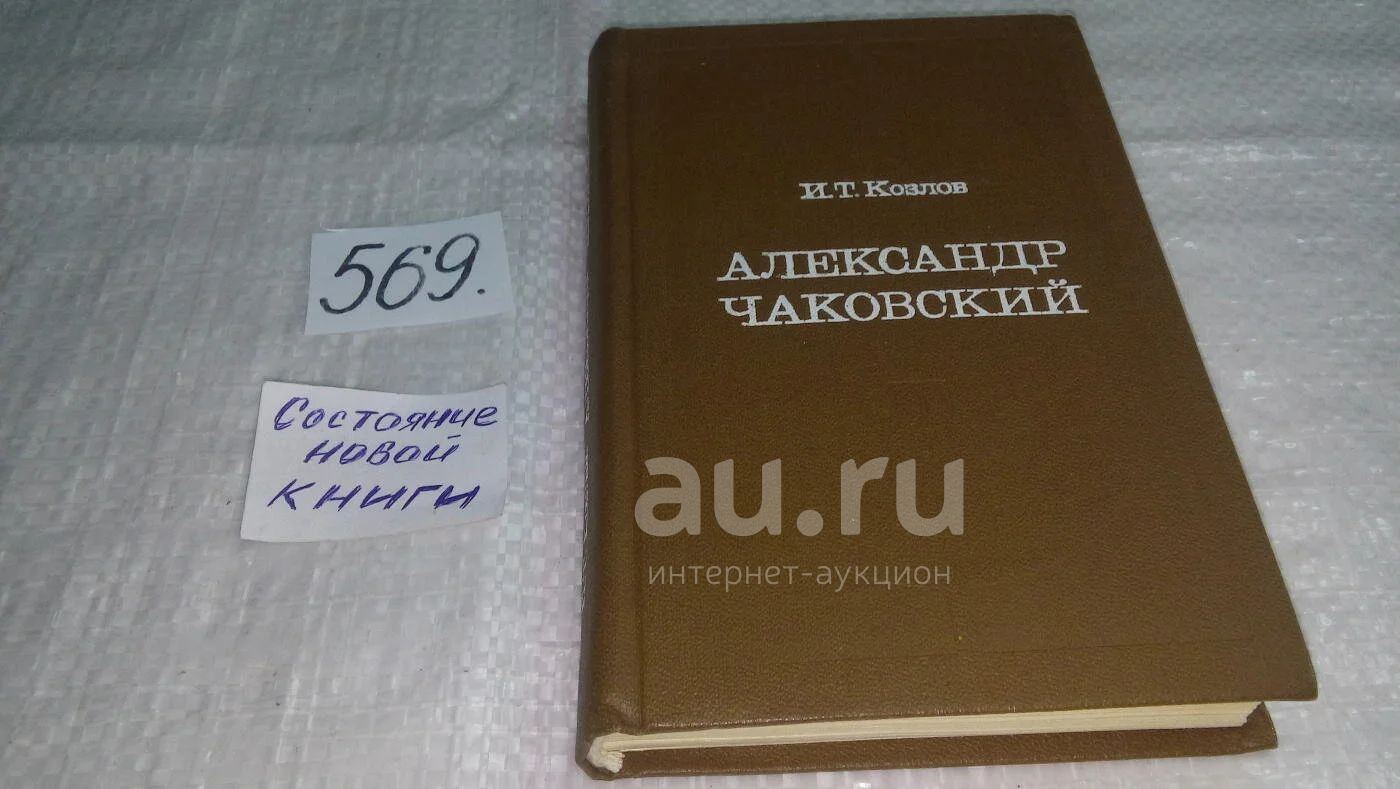 569.
Состояние
новой
книги
И.Т. Козлов
АЛЕКСАНДР
ЧАКОВСКИЙ
au.ru
интернет-аукцион